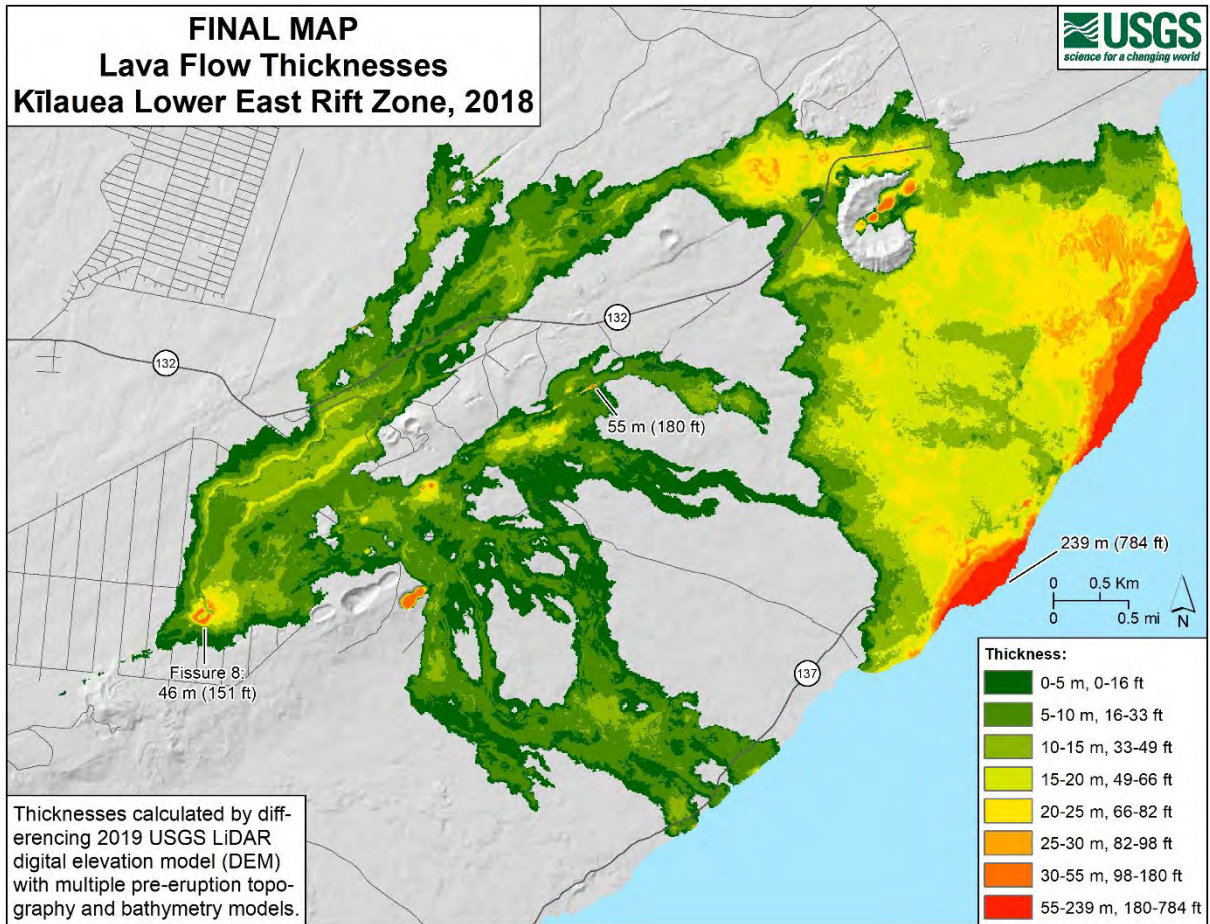 FINAL MAP
Lava Flow Thicknesses
Kīlauea Lower East Rift Zone, 2018
USGS
science for a changing world
132
132
55 m (180 ft)
239 m (784 ft)
0 0.5 Km
0 0.5 mi
N
Fissure 8:
46 m (151 ft)
137
Thickness:
0-5 m, 0-16 ft
5-10 m, 16-33 ft
10-15 m, 33-49 ft
15-20 m, 49-66 ft
20-25 m, 66-82 ft
25-30 m, 82-98 ft
30-55 m, 98-180 ft
55-239 m, 180-784 ft
Thicknesses calculated by dif-
ferencing 2019 USGS LiDAR
digital elevation model (DEM)
with multiple pre-eruption topo-
graphy and bathymetry models.